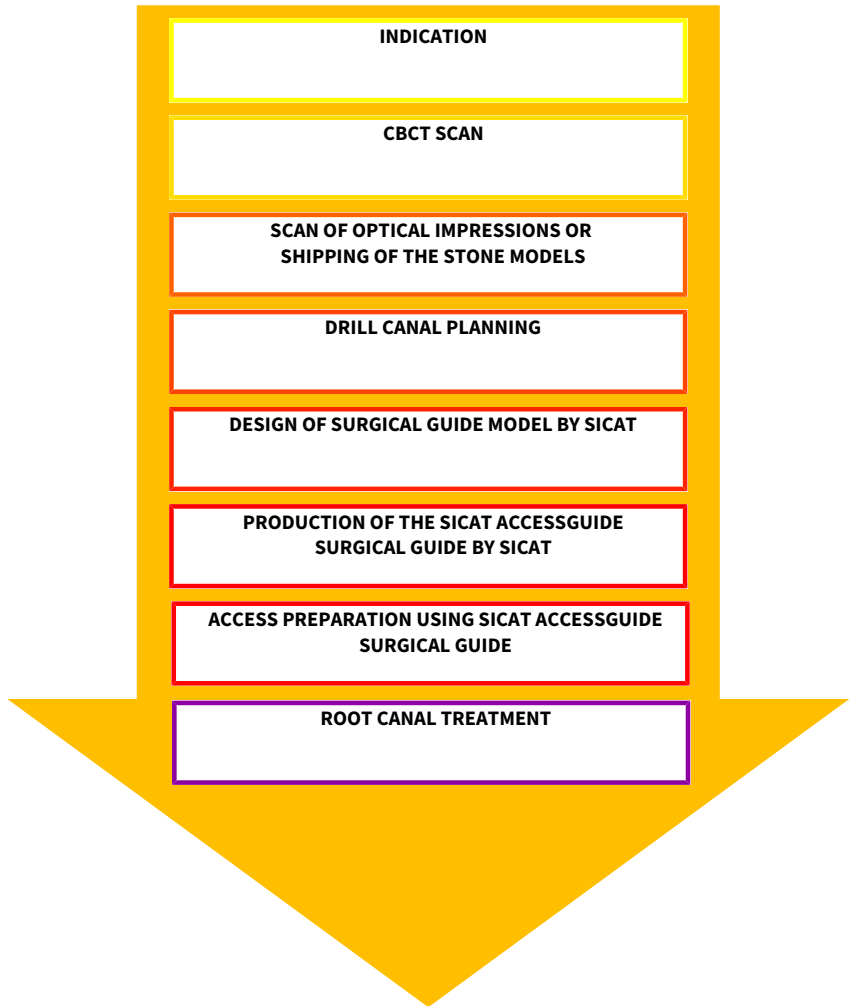 INDICATION
CBCT SCAN
SCAN OF OPTICAL IMPRESSIONS OR
SHIPPING OF THE STONE MODELS
DRILL CANAL PLANNING
DESIGN OF SURGICAL GUIDE MODEL BY SICAT
PRODUCTION OF THE SICAT ACCESSGUIDE
SURGICAL GUIDE BY SICAT
ACCESS PREPARATION USING SICAT ACCESSGUIDE
SURGICAL GUIDE
ROOT CANAL TREATMENT